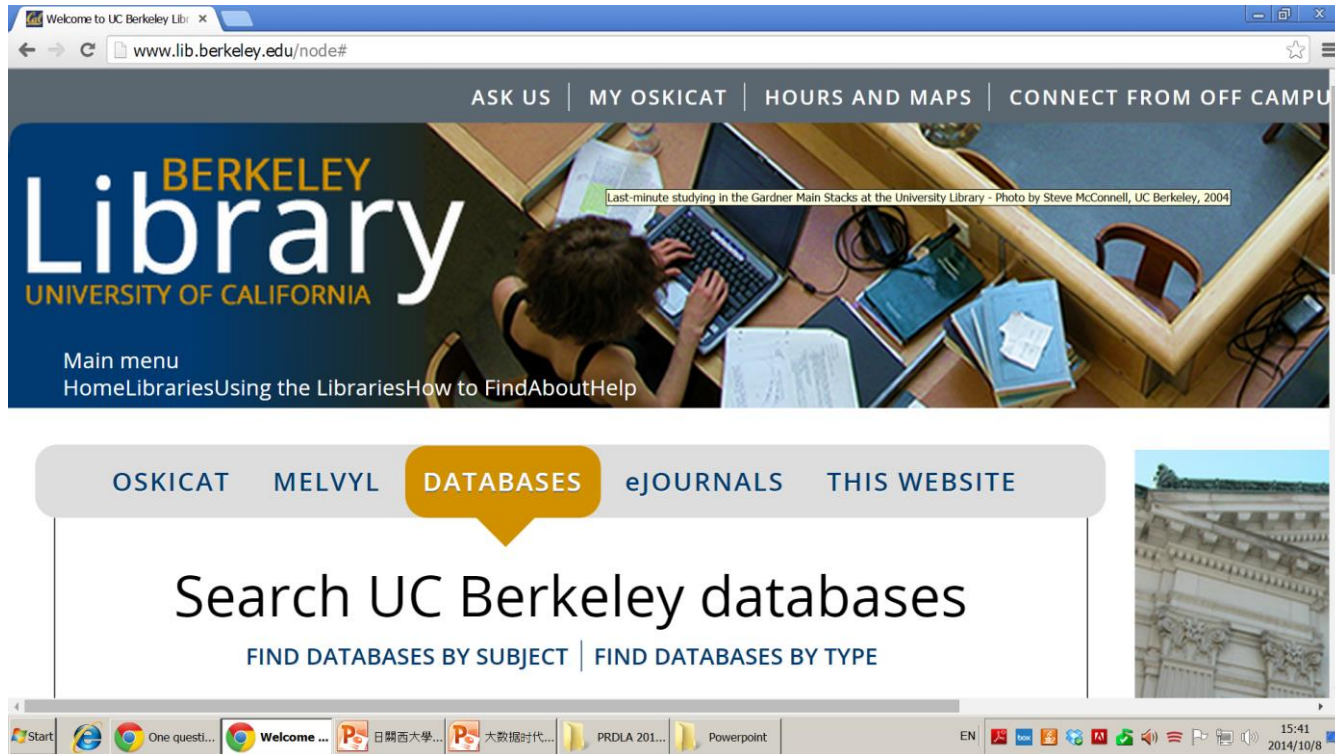 Welcome to UC Berkeley Libr
www.lib.berkeley.edu/node#
ASK US | MY OSKICAT | HOURS AND MAPS | CONNECT FROM OFF CAMPU
BERKELEY
Library
UNIVERSITY OF CALIFORNIA
Last-minute studying in the Gardner Main Stacks at the University Library - Photo by Steve McConnell, UC Berkeley, 2004
Main menu
HomeLibrariesUsing the LibrariesHow to FindAboutHelp
OSKICAT MELVYL DATABASES eJOURNALS THIS WEBSITE
Search UC Berkeley databases
FIND DATABASES BY SUBJECT | FIND DATABASES BY TYPE
Start One questi... Welcome ... 日關西大學... 大数据时代... PRDLA 201... Powerpoint EN box 15:41
2014/10/8